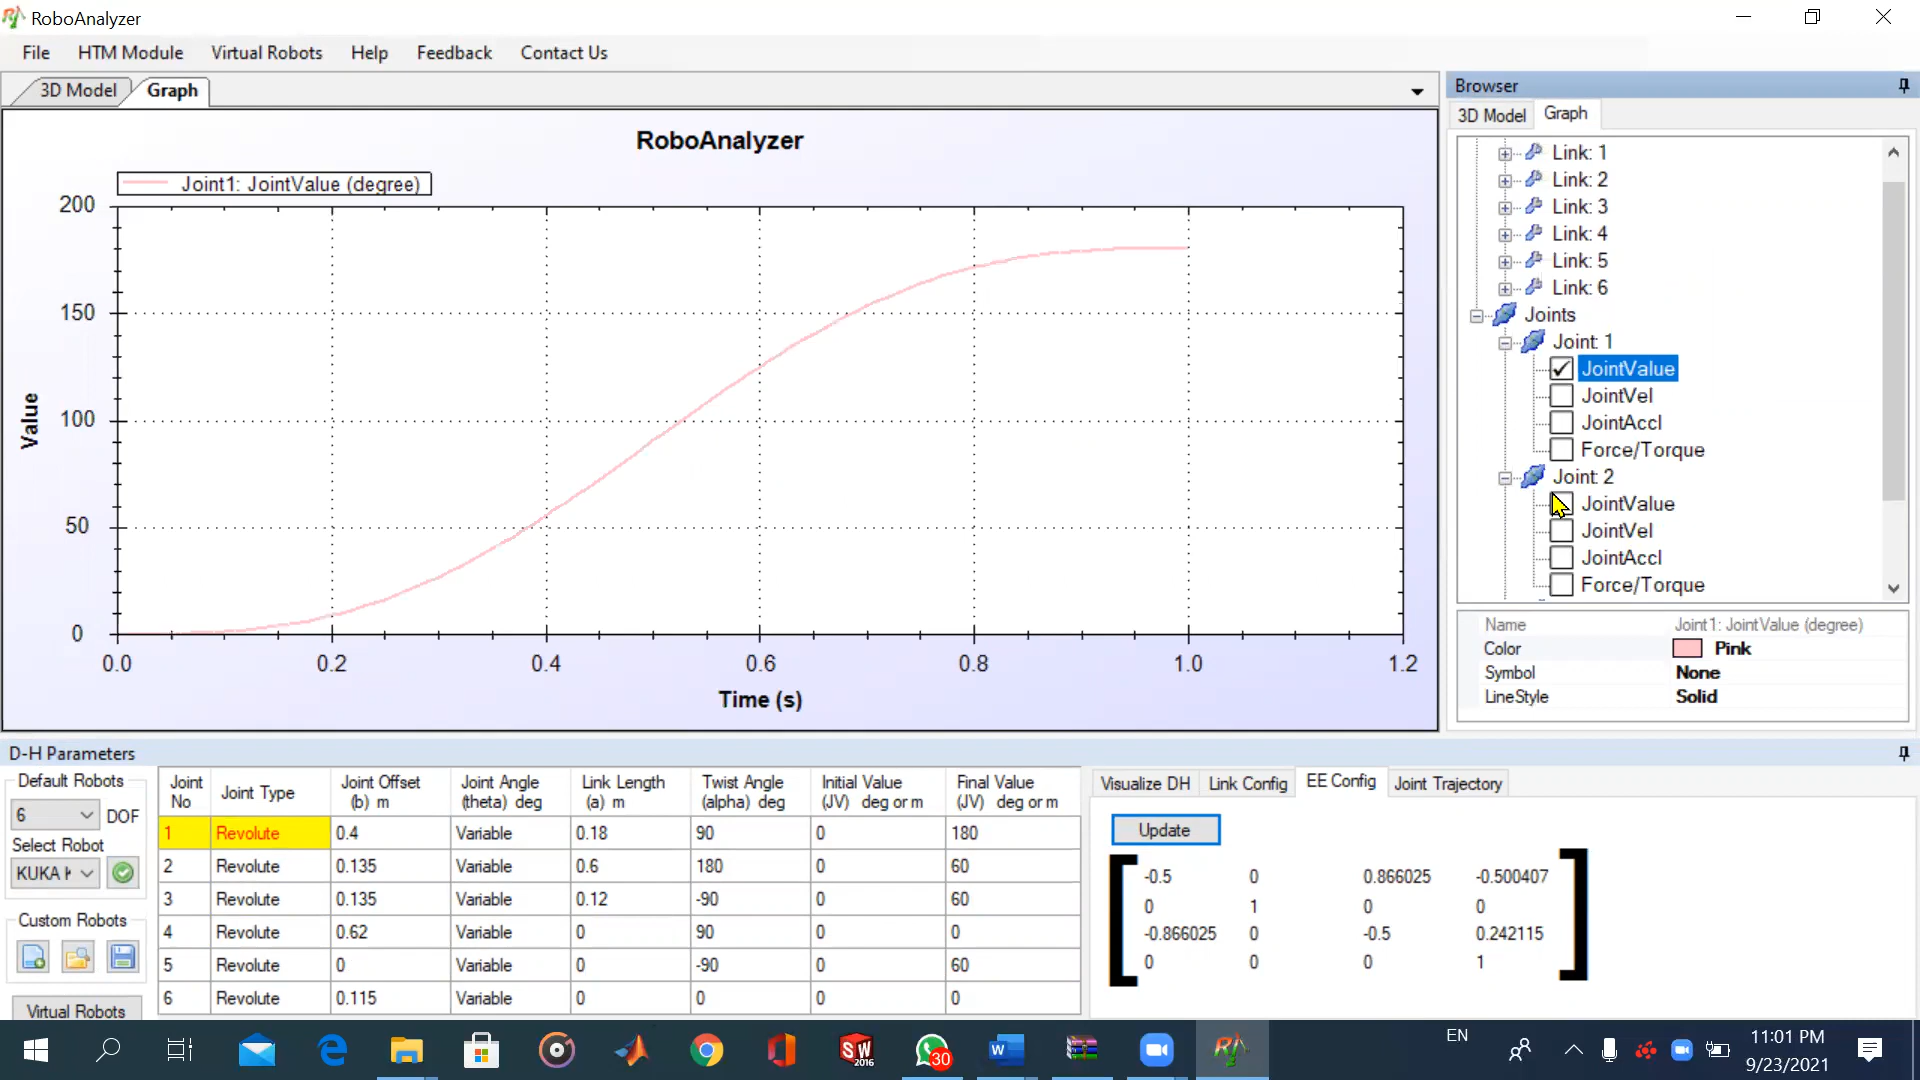 RoboAnalyzer
File HTM Module Virtual Robots Help Feedback Contact Us
3D Model Graph
RoboAnalyzer
Joint1: JointValue (degree)
200
150
100
50
0
Value
0.0 0.2 0.4 0.6 0.8 1.0 1.2
Time (s)
Browser
3D Model Graph
Link: 1
Link: 2
Link: 3
Link: 4
Link: 5
Link: 6
Joints
Joint: 1
JointValue
JointVel
JointAccl
Force/Torque
Joint: 2
JointValue
JointVel
JointAccl
Force/Torque
Name Joint1: JointValue (degree)
Color Pink
Symbol None
LineStyle Solid
D-H Parameters
Default Robots
6 DOF
Select Robot
KUKA
Custom Robots
Virtual Robots
Joint No Joint Type Joint Offset (b) m Joint Angle (theta) deg Link Length (a) m Twist Angle (alpha) deg Initial Value (JV) deg or m Final Value (JV) deg or m
1 Revolute 0.4 Variable 0.18 90 0 180
2 Revolute 0.135 Variable 0.6 180 0 60
3 Revolute 0.135 Variable 0.12 -90 0 60
4 Revolute 0.62 Variable 0 90 0 0
5 Revolute 0 Variable 0 -90 0 60
6 Revolute 0.115 Variable 0 0 0 0
Visualize DH Link Config EE Config Joint Trajectory
Update
-0.5 0 0.866025 -0.500407
0 1 0 0
-0.866025 0 -0.5 0.242115
0 0 0 1
SW
2016
30
W
EN
11:01 PM
9/23/2021